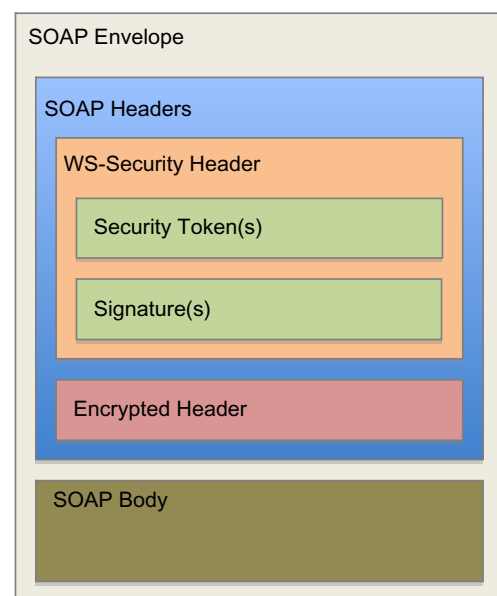 SOAP Envelope
SOAP Headers
WS-Security Header
Security Token(s)
Signature(s)
Encrypted Header
SOAP Body